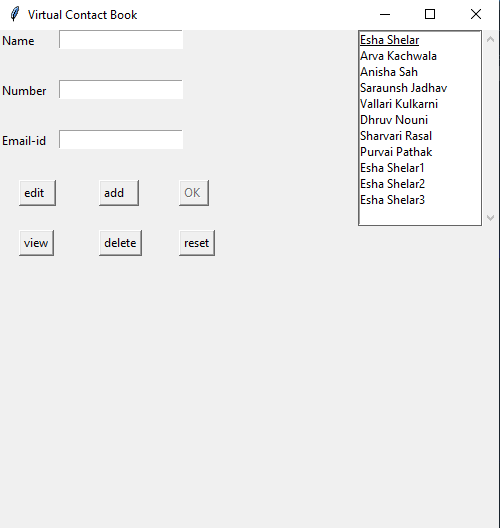 Virtual Contact Book
Name
Number
Email-id
edit add OK
view delete reset
Esha Shelar
Arva Kachwala
Anisha Sah
Saraunsh Jadhav
Vallari Kulkarni
Dhruv Nouni
Sharvari Rasal
Purvai Pathak
Esha Shelar1
Esha Shelar2
Esha Shelar3